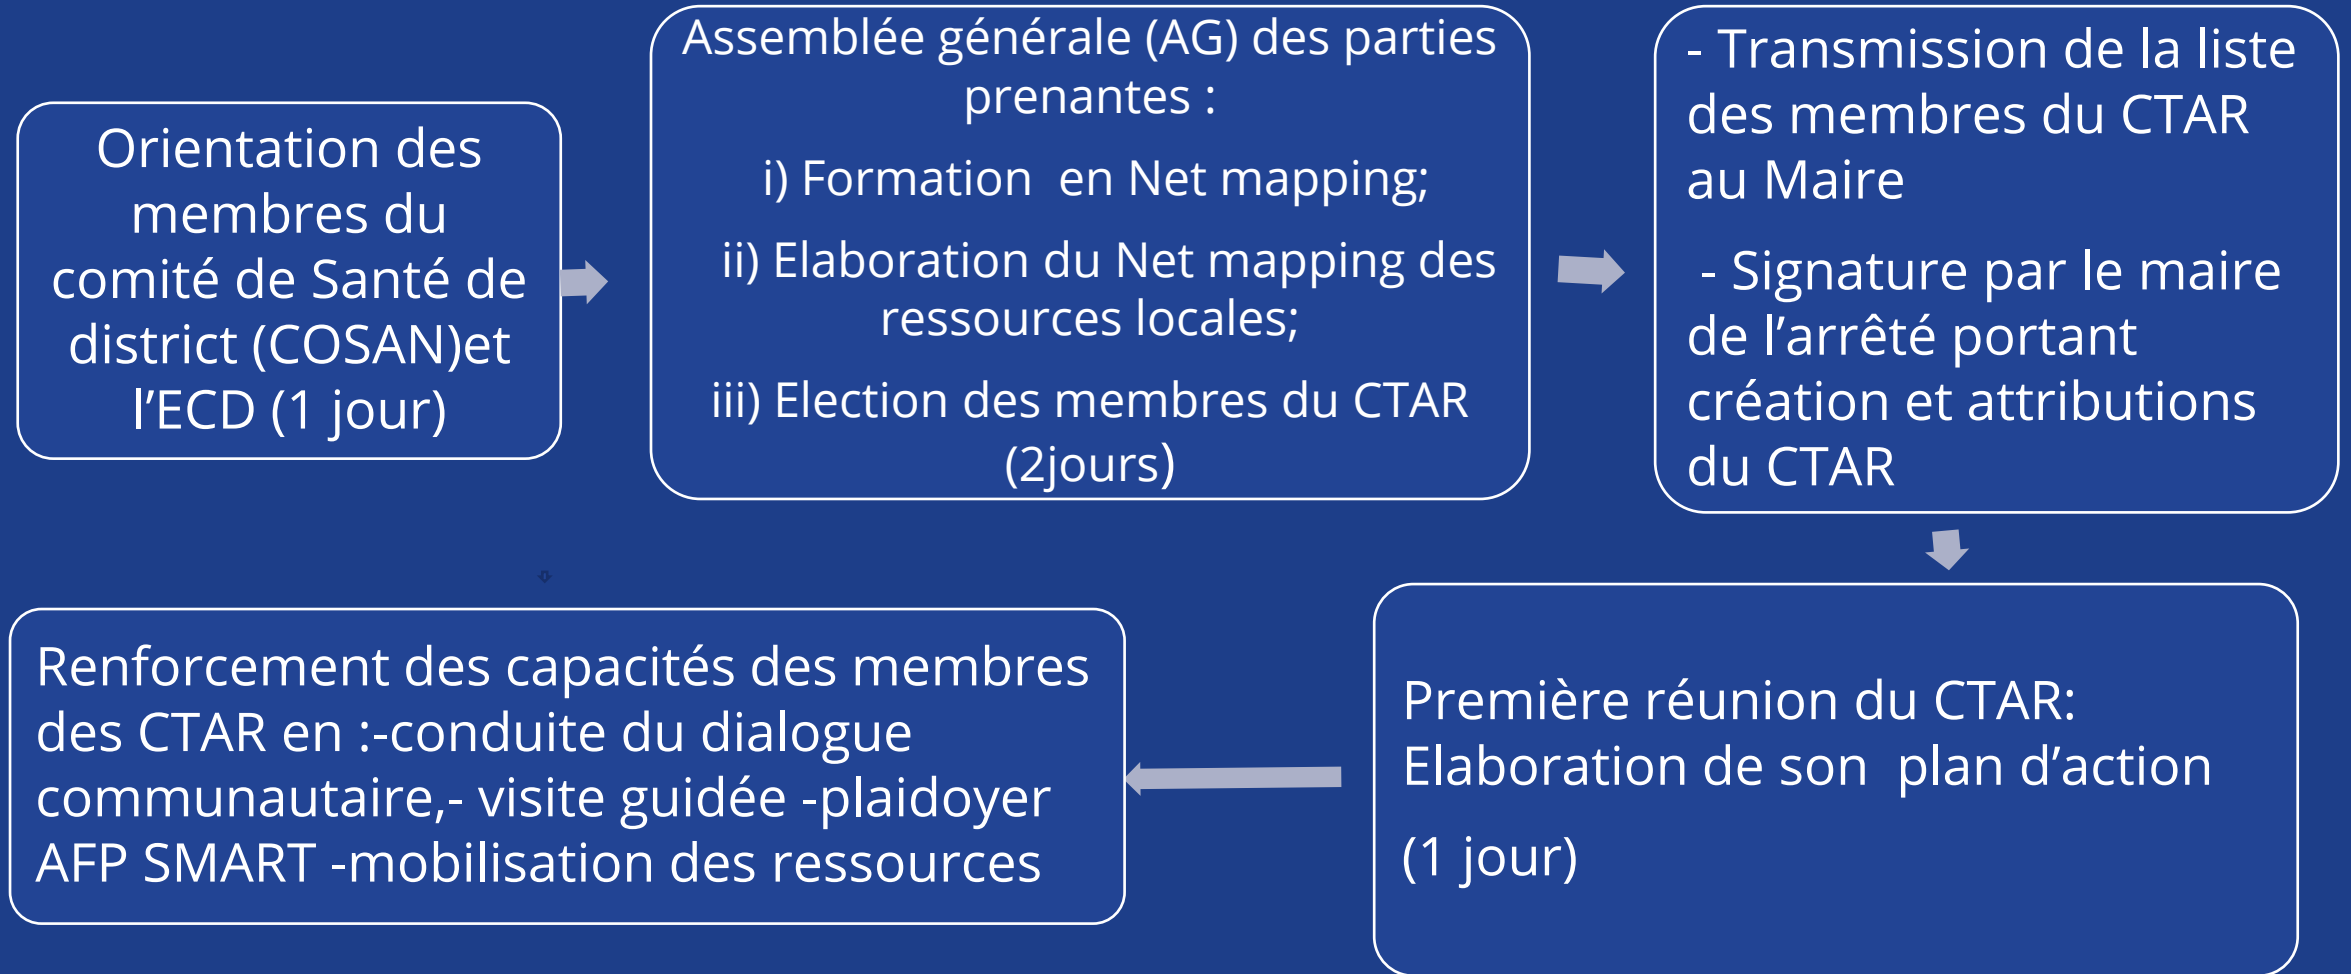 Orientation des
membres du
comité de Santé de
district (COSAN)et
l’ECD (1 jour)
Assemblée générale (AG) des parties
prenantes :
i) Formation  en Net mapping;
ii) Elaboration du Net mapping des
ressources locales;
iii) Election des membres du CTAR
(2jours)
- Transmission de la liste
des membres du CTAR
au Maire
- Signature par le maire
de l’arrêté portant
création et attributions
du CTAR
Première réunion du CTAR:
Elaboration de son  plan d’action
(1 jour)
Renforcement des capacités des membres
des CTAR en :-conduite du dialogue
communautaire,- visite guidée -plaidoyer
AFP SMART -mobilisation des ressources